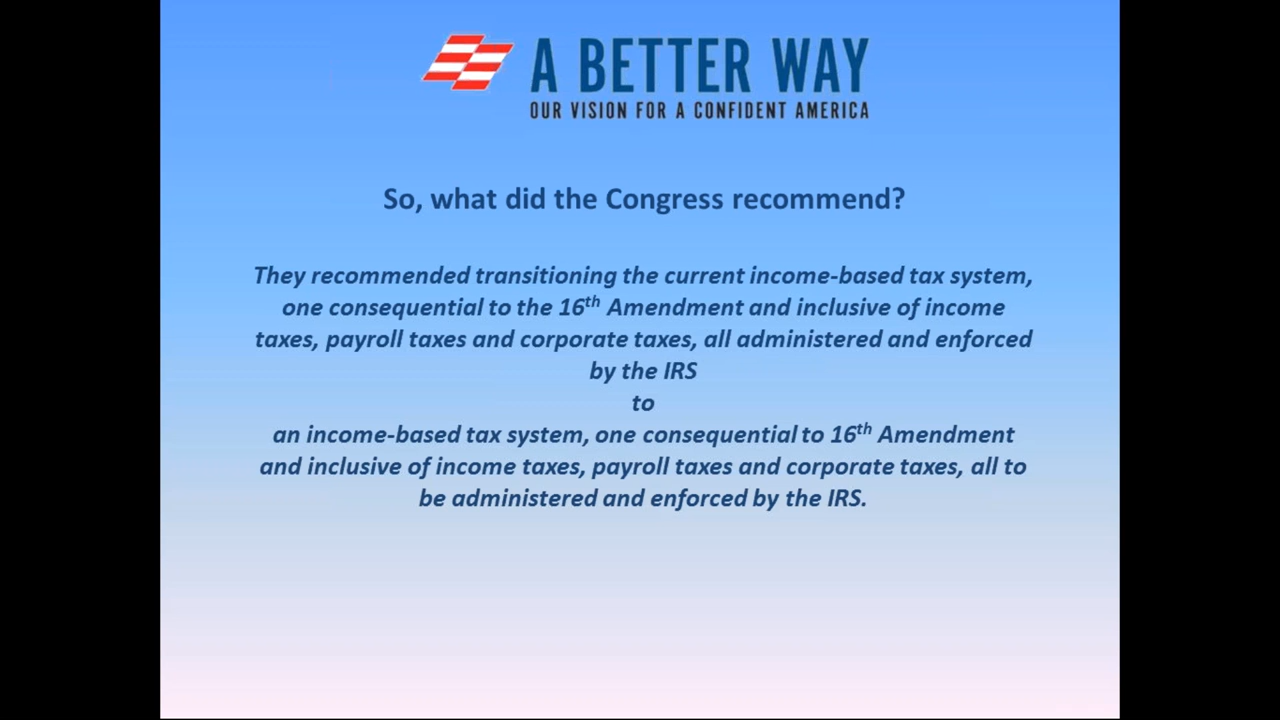 A BETTER WAY
OUR VISION FOR A CONFIDENT AMERICA
So, what did the Congress recommend?
They recommended transitioning the current income-based tax system,
one consequential to the 16th Amendment and inclusive of income
taxes, payroll taxes and corporate taxes, all administered and enforced
by the IRS
to
an income-based tax system, one consequential to 16th Amendment
and inclusive of income taxes, payroll taxes and corporate taxes, all to
be administered and enforced by the IRS.